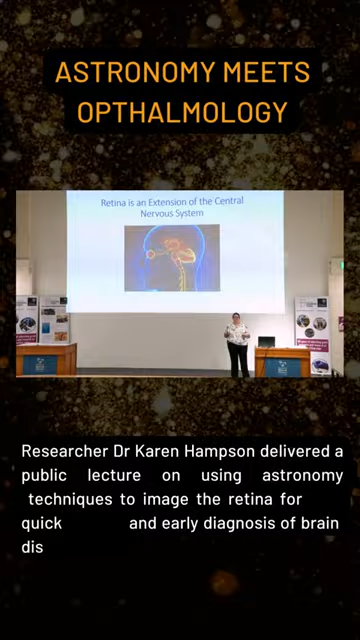 ASTRONOMY MEETS
OPTHALMOLOGY
Retina is an Extension of the Central
Nervous System
Researcher Dr Karen Hampson delivered a
public lecture on using astronomy
techniques to image the retina for
quick and early diagnosis of brain
dis